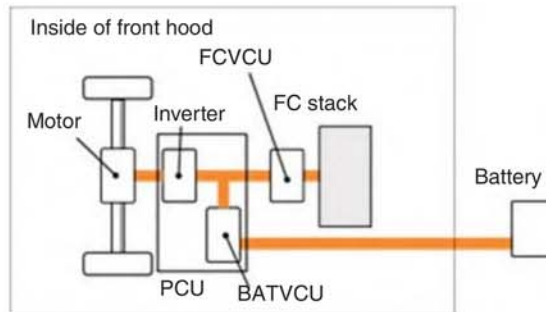 Inside of front hood
FCVCU
FC stack
Inverter
Motor
Battery
PCU
BATVCU